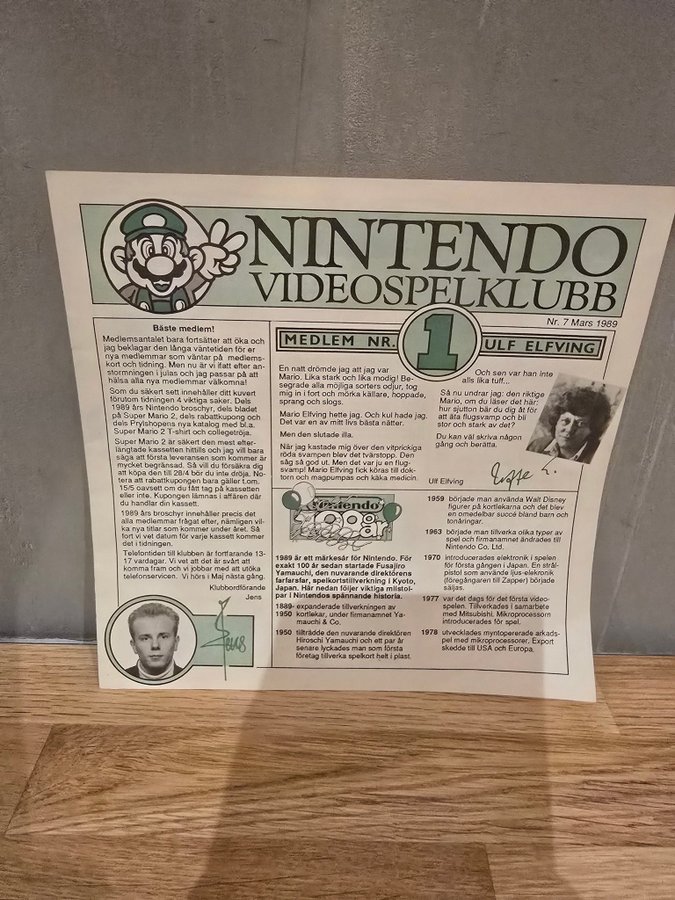 NINTENDO
VIDEOSPELKLUBB
Nr. 7 Mars 1989
Bäste medlem!
Medlemsantalet bara fortsätter att öka och
jag beklagar den långa väntetiden för er
nya medlemmar som väntar på medlems-
kort och tidning. Men nu är vi ifatt efter an-
stormningen i julas och jag passar på att
hälsa alla nya medlemmar välkomna!
Som du säkert sett innehåller ditt kuvert
förutom tidningen 4 viktiga saker. Dels
1989 års Nintendo broschyr, dels bladet
på Super Mario 2, dels rabattkupong och
dels Prylshopens nya katalog med bl.a.
Super Mario 2 T-shirt och collegetröja.
Super Mario 2 är säkert den mest efter-
längtade kassetten hittills och jag vill bara
säga att första leveransen som kommer är
mycket begränsad. Så vill du försäkra dig
att köpa den till 28/4 bör du inte dröja. No-
tera att rabattkupongen bara gäller t.om.
15/5 oavsett om du fått tag på kassetten
eller inte. Kupongen lämnas i affären där
du handlar din kassett.
1989 års broschyr innehåller precis det
alla medlemmar frågat efter, nämligen vil-
ka nya titlar som kommer under året. Så
fort vi vet datum för varje kassett kommer
det i tidningen.
Telefontiden till klubben är fortfarande 13-
17 vardagar. Vi vet att det är svårt att
komma fram och vi jobbar med att utöka
telefonservicen. Vi hörs i Maj nästa gång.
Klubbordförande
Jens
Jens
MEDLEM NR. 1 ULF ELFVING
En natt drömde jag att jag var
Mario. Lika stark och lika modig! Be-
segrade alla möjliga sorters odjur, tog
mig in i fort och mörka källare, hoppade,
sprang och slogs.
Mario Elfving hette jag. Och kul hade jag.
Det var en av mitt livs bästa nätter.
Men den slutade illa.
När jag kastade mig över den vitprickiga
röda svampen blev det tvärstopp. Den
såg så god ut. Men det var ju en flug-
svamp! Mario Elfving fick köras till dok-
torn och magpumpas och käka medicin.
Och sen var han inte
alls lika tuff...
Så nu undrar jag: den riktige
Mario, om du läser det här:
hur sjutton bär du dig åt för
att äta flugsvamp och bli
stor och stark av det?
Du kan väl skriva någon
gång och berätta.
Ulf Elfving
Nintendo
1989 är ett märkesår för Nintendo. För
exakt 100 år sedan startade Fusajiro
Yamauchi, den nuvarande direktörens
farfarsfar, spelkortstillverkning i Kyoto,
Japan. Här nedan följer viktiga milstol-
par i Nintendos spännande historia.
1889- expanderade tillverkningen av
1950 kortlekar, under firmanamnet Ya-
mauchi & Co.
1950 tillträdde den nuvarande direktören
Hiroschi Yamauchi och ett par år
senare lyckades man som första
företag tillverka spelkort helt i plast.
1959 började man använda Walt Disney
figurer på kortlekarna och det blev
en omedelbar succé bland barn och
tonåringar.
1963 började man tillverka olika typer av
spel och firmanamnet ändrades till
Nintendo Co. Ltd.
1970 introducerades elektronik i spelen
för första gången i Japan. En strål-
pistol som använde ljus-elekronik
(föregångaren till Zapper) började
säljas.
1977 var det dags för det första video-
spelen. Tillverkades i samarbete
med Mitsubishi. Mikroprocessorn
introducerades för spel.
1978 utvecklades myntopererade arkads-
pel med mikroprocessorer. Export
skedde till USA och Europa.